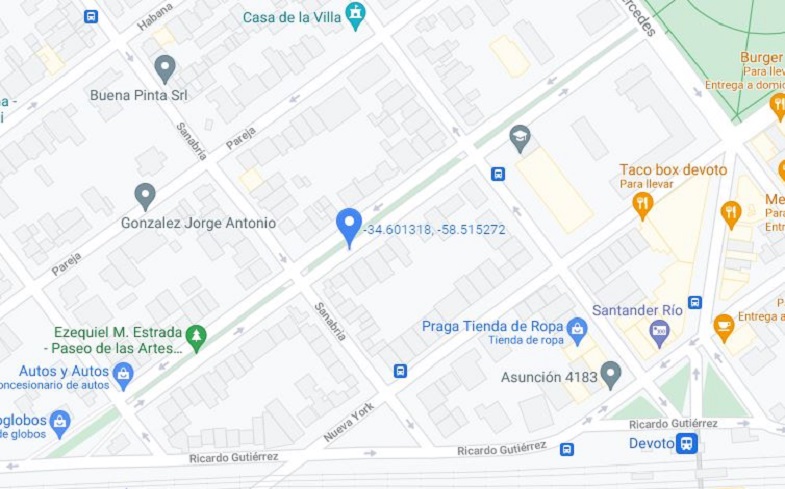 Habana
Casa de la Villa
Buena Pinta Srl
Burger
Para llev
Entrega a domic
a -
Sanabria
Pareja
Taco box devoto
Para llevar
Me
Para
Entr
Gonzalez Jorge Antonio
-34.601318, -58.515272
Pareja
Sanabria
Santander Río
Praga Tienda de Ropa
Tienda de ropa
Entrega a
Ezequiel M. Estrada
- Paseo de las Artes...
Autos y Autos
oncesionario de autos
Asunción 4183
oglobos
de globos
Nueva York
Ricardo Gutiérrez
Devoto
Ricardo Gutiérrez
Ricardo Gutiérrez